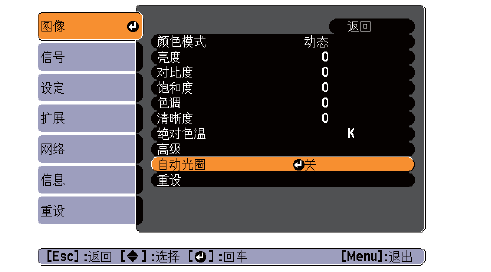 图像
信号
设定
扩展
网络
信息
重设
返回
颜色模式 动态
亮度 0
对比度 0
饱和度 0
色调 0
清晰度 0
绝对色温 K
高级
自动光圈 关
重设
[Esc]:返回 [◆]:选择 [↵]:回车 [Menu]:退出